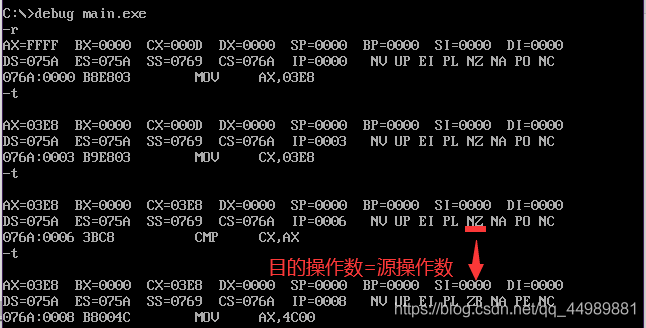 C:\>debug main.exe
-r
AX=FFFF BX=0000 CX=000D DX=0000 SP=0000 BP=0000 SI=0000 DI=0000
DS=075A ES=075A SS=0769 CS=076A IP=0000 NV UP EI PL NZ NA PO NC
076A:0000 B8E803 MOV AX,03E8
-t
AX=03E8 BX=0000 CX=000D DX=0000 SP=0000 BP=0000 SI=0000 DI=0000
DS=075A ES=075A SS=0769 CS=076A IP=0003 NV UP EI PL NZ NA PO NC
076A:0003 B9E803 MOV CX,03E8
-t
AX=03E8 BX=0000 CX=03E8 DX=0000 SP=0000 BP=0000 SI=0000 DI=0000
DS=075A ES=075A SS=0769 CS=076A IP=0006 NV UP EI PL NZ NA PO NC
076A:0006 3BC8 CMP CX,AX
-t
目的操作数=源操作数
AX=03E8 BX=0000 CX=03E8 DX=0000 SP=0000 BP=0000 SI=0000 DI=0000
DS=075A ES=075A SS=0769 CS=076A IP=0008 NV UP EI PL ZR NA PE NC
https://blog.csdn.net/qq_44989881
076A:0008 B8004C MOV AX,4C00